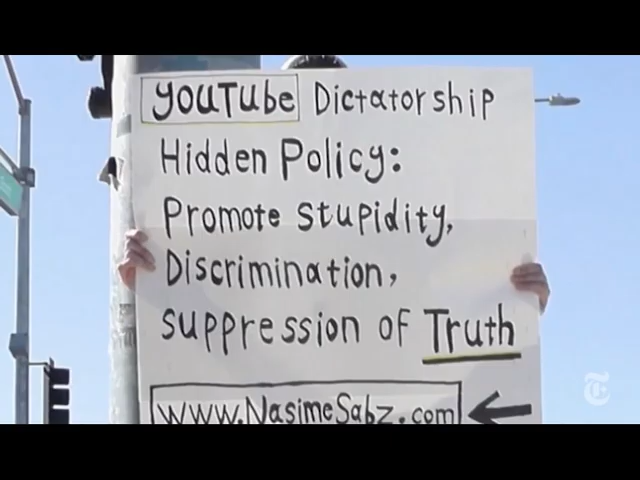 YouTube Dictatorship
Hidden Policy:
Promote stupidity,
Discrimination,
suppression of Truth
www.NasimeSabz.com